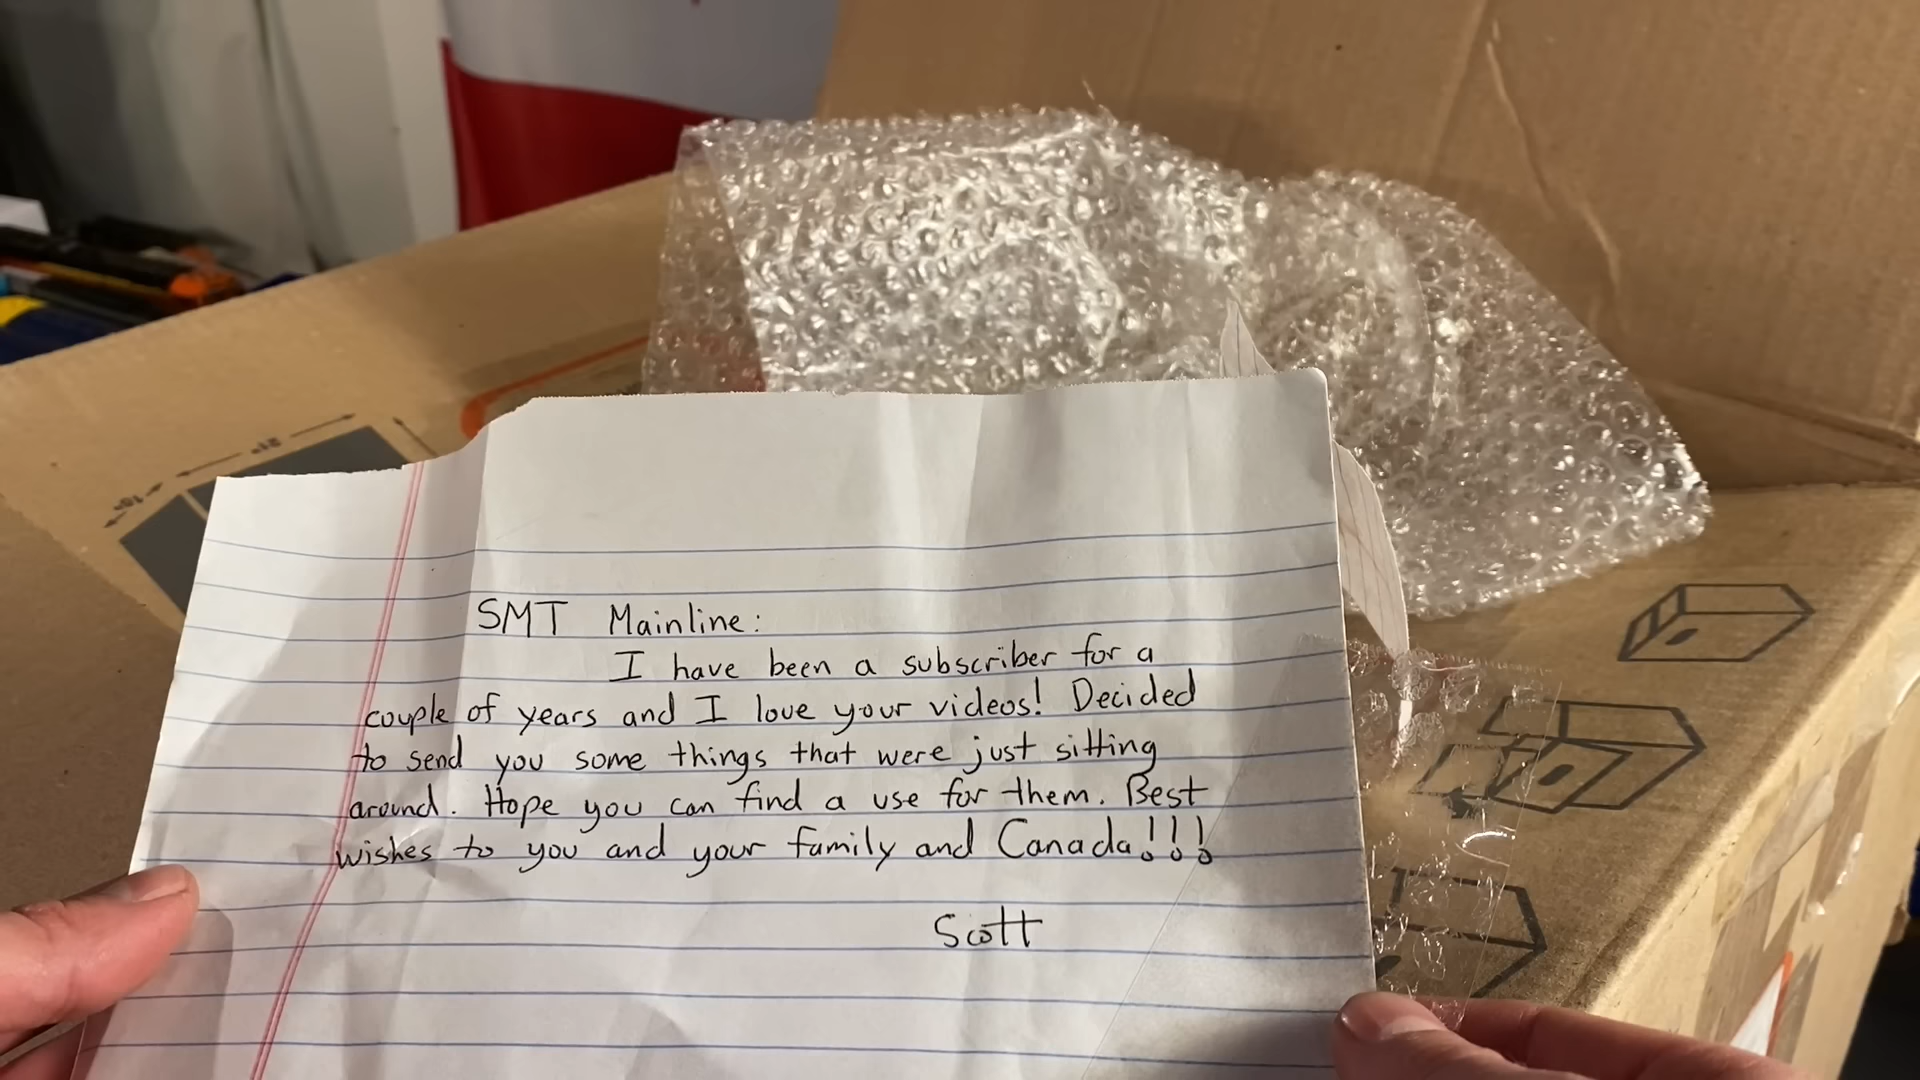 SMT Mainline:
I have been a subscriber for a
couple of years and I love your videos! Decided
to send you some things that were just sitting
around. Hope you can find a use for them. Best
wishes to you and your family and Canada!!!
Scott